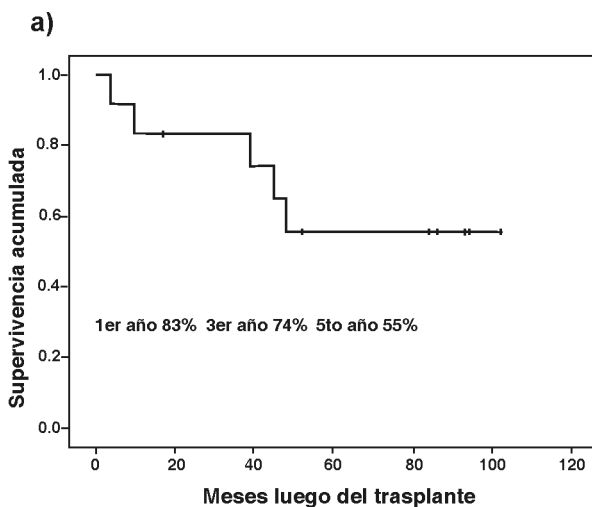 a)
Supervivencia acumulada
1.0
0.8
0.6
0.4
0.2
0.0
1er año 83% 3er año 74% 5to año 55%
0 20 40 60 80 100 120
Meses luego del trasplante